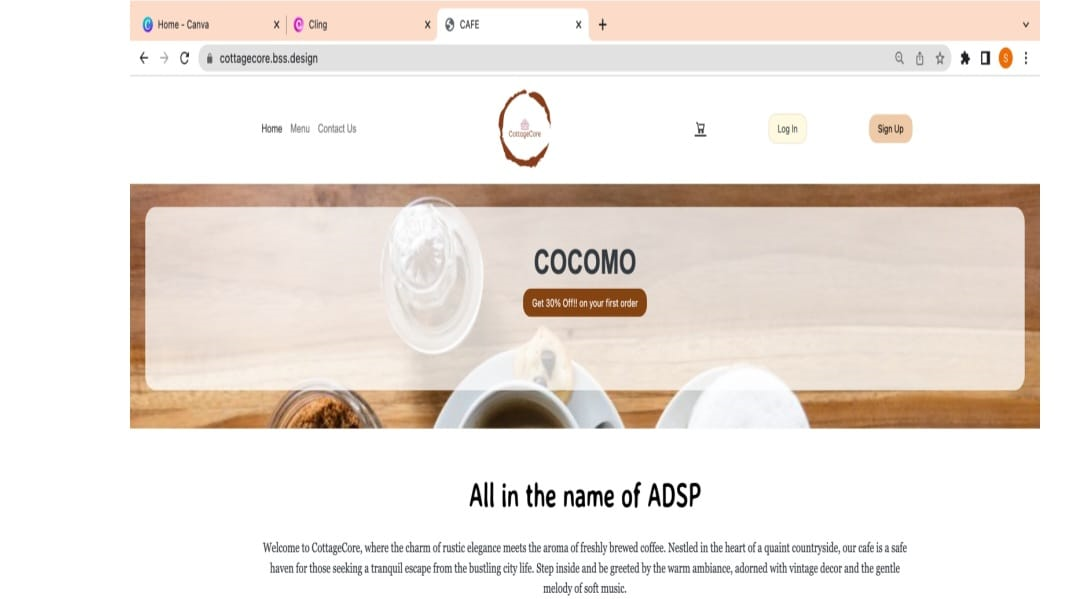 Home - Canva
Cling
CAFE
cottagecore.bss.design
S
Home Menu Contact Us
CottageCore
Log In
Sign Up
COCOMO
Get 30% Off!! on your first order
All in the name of ADSP
Welcome to CottageCore, where the charm of rustic elegance meets the aroma of freshly brewed coffee. Nestled in the heart of a quaint countryside, our cafe is a safe
haven for those seeking a tranquil escape from the bustling city life. Step inside and be greeted by the warm ambiance, adorned with vintage decor and the gentle
melody of soft music.